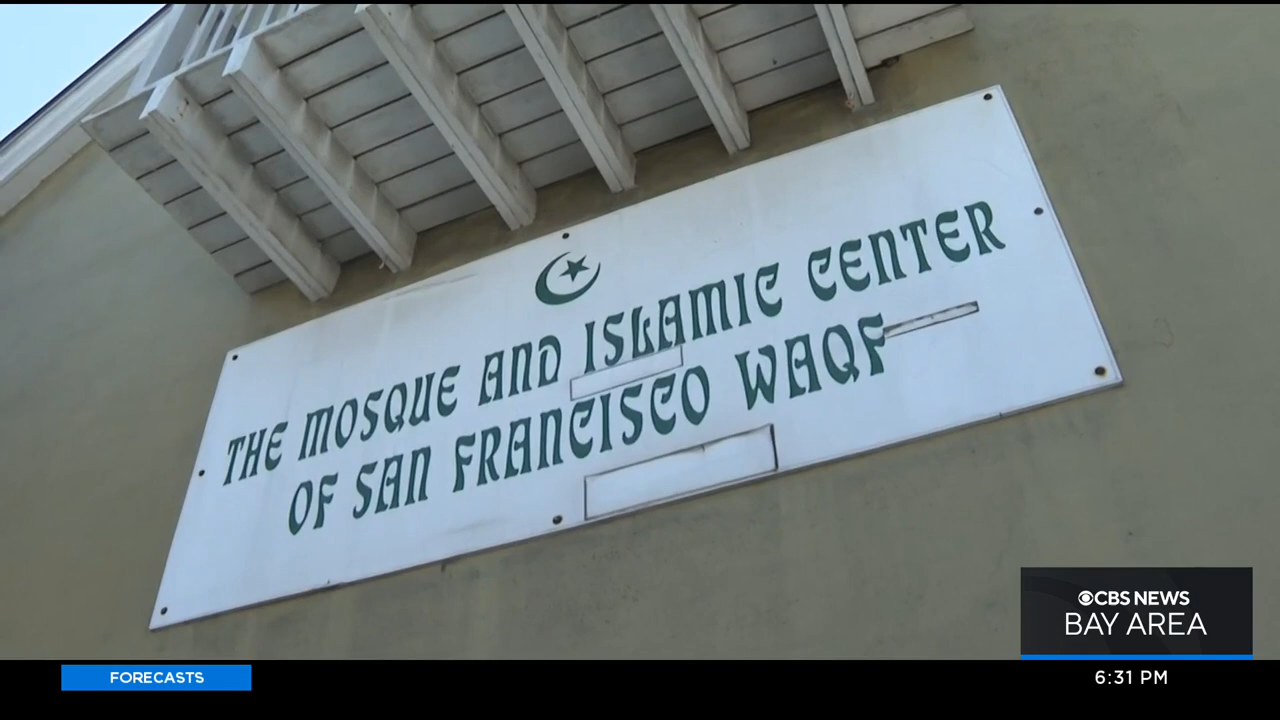 THE MOSQUE AND ISLAMIC CENTER
OF SAN FRANCISCO WAQF
CBS NEWS
BAY AREA
FORECASTS
6:31 PM